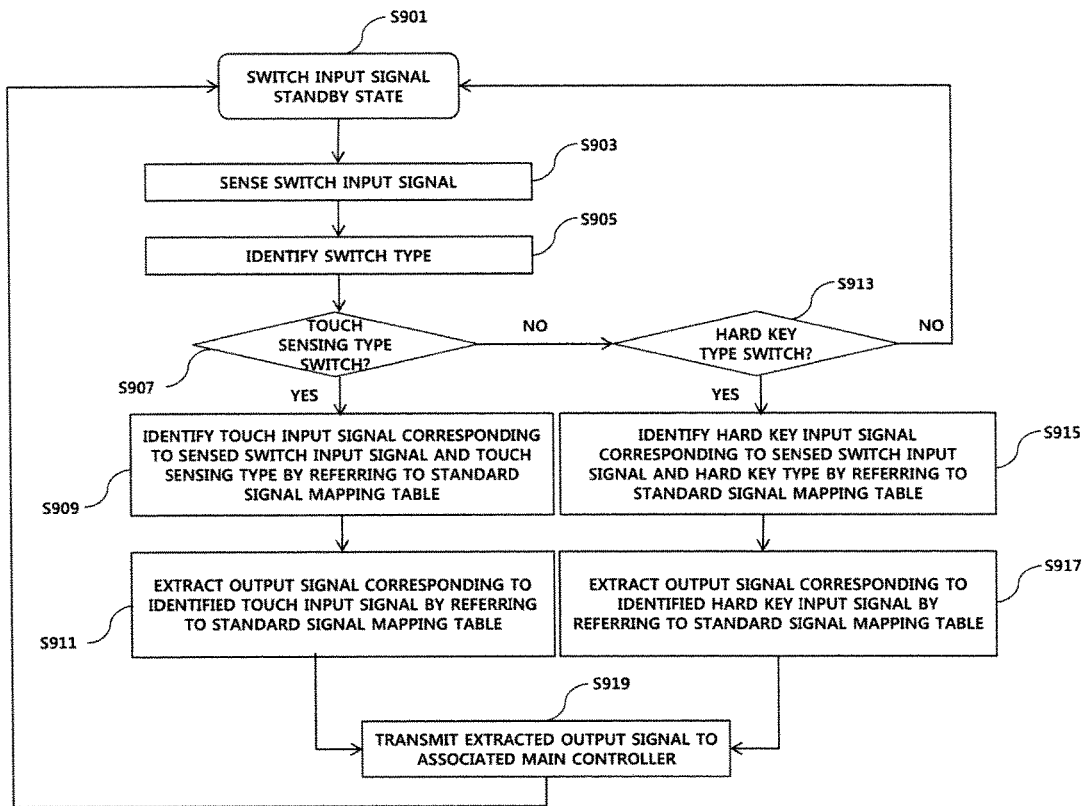 S901
SWITCH INPUT SIGNAL
STANDBY STATE
S903
SENSE SWITCH INPUT SIGNAL
S905
IDENTIFY SWITCH TYPE
S913
TOUCH
SENSING TYPE
SWITCH?
NO
HARD KEY
TYPE SWITCH?
NO
S907
YES
YES
IDENTIFY TOUCH INPUT SIGNAL CORRESPONDING
TO SENSED SWITCH INPUT SIGNAL AND TOUCH
SENSING TYPE BY REFERRING TO STANDARD
SIGNAL MAPPING TABLE
S909
IDENTIFY HARD KEY INPUT SIGNAL
CORRESPONDING TO SENSED SWITCH INPUT
SIGNAL AND HARD KEY TYPE BY REFERRING TO
STANDARD SIGNAL MAPPING TABLE
S915
EXTRACT OUTPUT SIGNAL CORRESPONDING TO
IDENTIFIED TOUCH INPUT SIGNAL BY REFERRING
TO STANDARD SIGNAL MAPPING TABLE
S911
EXTRACT OUTPUT SIGNAL CORRESPONDING TO
IDENTIFIED HARD KEY INPUT SIGNAL BY
REFERRING TO STANDARD SIGNAL MAPPING TABLE
S917
S919
TRANSMIT EXTRACTED OUTPUT SIGNAL TO
ASSOCIATED MAIN CONTROLLER